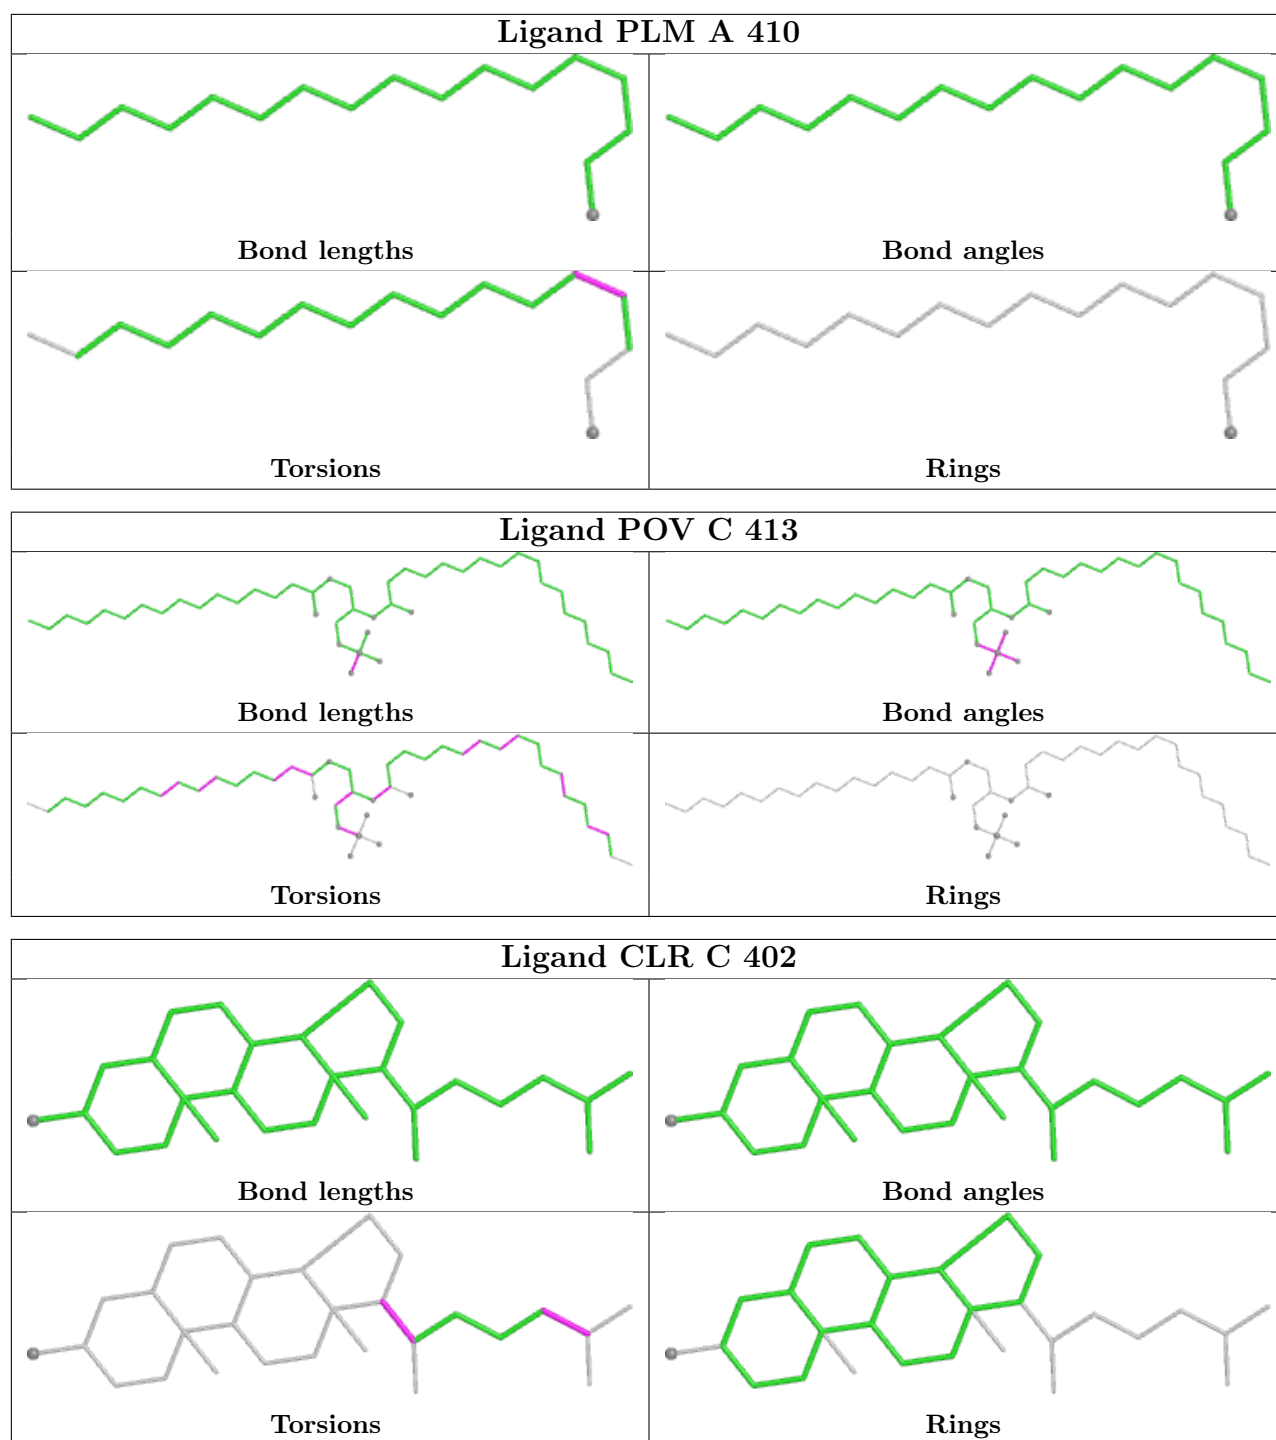 Ligand PLM A 410
Bond lengths
Bond angles
Torsions
Rings
Ligand POV C 413
Bond lengths
Bond angles
Torsions
Rings
Ligand CLR C 402
Bond lengths
Bond angles
Torsions
Rings